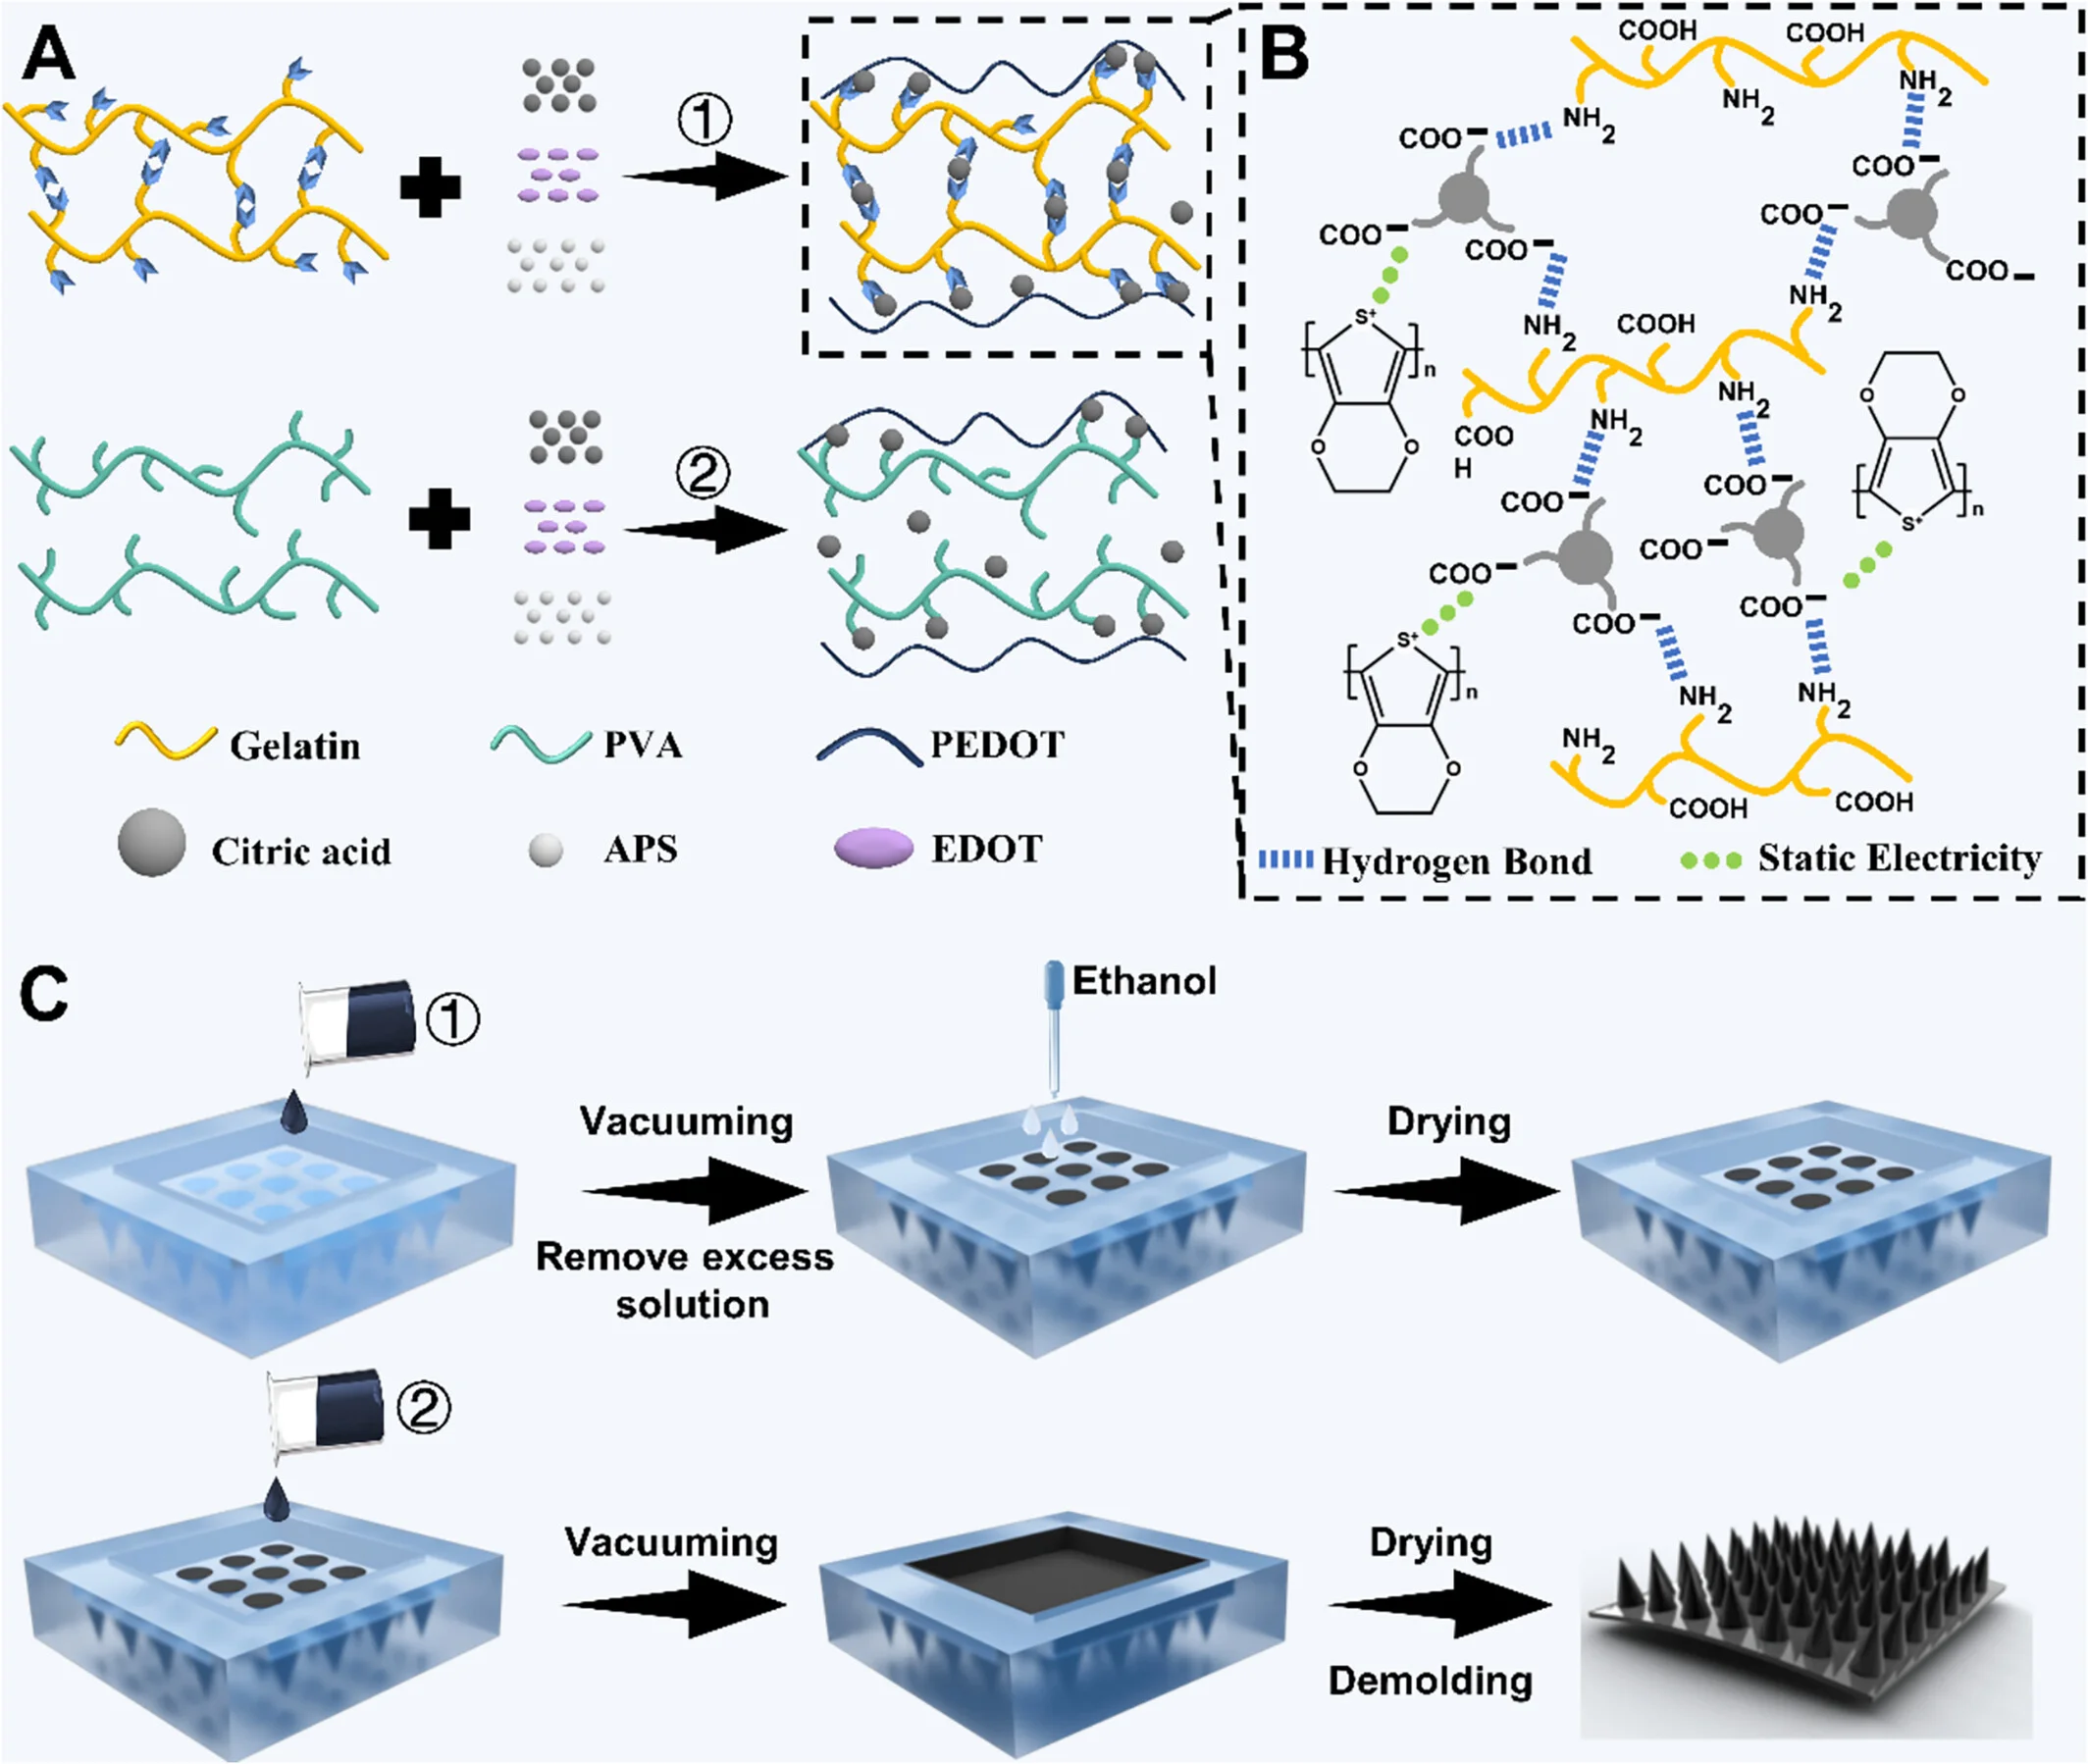 A
①
②
Gelatin
PVA
PEDOT
Citric acid
APS
EDOT
B
COOH
COOH
NH2
NH2
NH2
COO−
COO−
COO−
COO−
COO−
COO−
S+
n
O
O
NH2
COOH
NH2
COO
H
NH2
NH2
O
O
S+
n
COO−
COO−
COO−
COO−
COO−
COO−
S+
n
O
O
NH2
NH2
NH2
COOH
COOH
Hydrogen Bond
Static Electricity
C
①
Vacuuming
Remove excess
solution
Ethanol
Drying
②
Vacuuming
Drying
Demolding